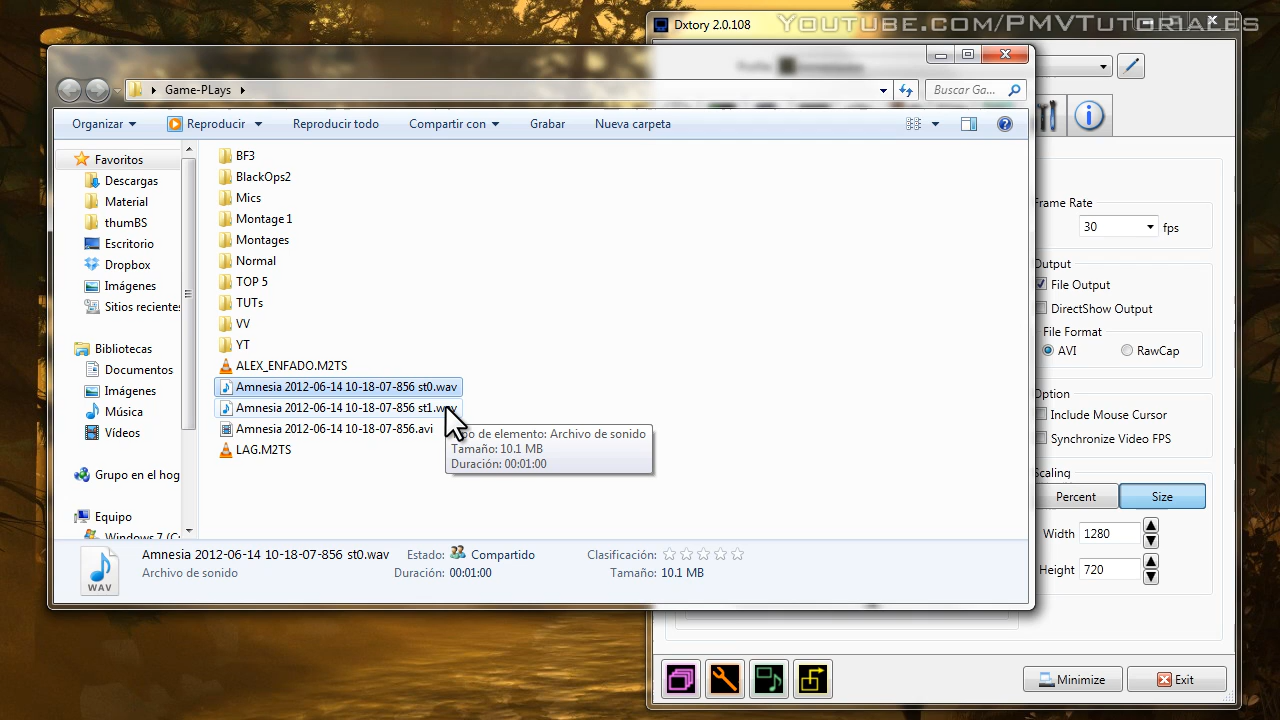 Dxtory 2.0.108
Youtube.com/PMVTutoriales
Game-PLays
Buscar Ga...
Organizar
Reproducir
Reproducir todo
Compartir con
Grabar
Nueva carpeta
Favoritos
Descargas
Material
thumBS
Escritorio
Dropbox
Imágenes
Sitios recientes
Bibliotecas
Documentos
Imágenes
Música
Vídeos
Grupo en el hog
Equipo
Windows 7 (C:
BF3
BlackOps2
Mics
Montage 1
Montages
Normal
TOP 5
TUTs
VV
YT
ALEX_ENFADO.M2TS
Amnesia 2012-06-14 10-18-07-856 st0.wav
Amnesia 2012-06-14 10-18-07-856 st1.wav
Amnesia 2012-06-14 10-18-07-856.avi
LAG.M2TS
de elemento: Archivo de sonido
Tamaño: 10.1 MB
Duración: 00:01:00
WAV
Amnesia 2012-06-14 10-18-07-856 st0.wav
Archivo de sonido
Estado: Compartido
Duración: 00:01:00
Clasificación:
Tamaño: 10.1 MB
Frame Rate
30 fps
Output
File Output
DirectShow Output
File Format
AVI
RawCap
Option
Include Mouse Cursor
Synchronize Video FPS
Scaling
Percent
Size
Width 1280
Height 720
Minimize
Exit